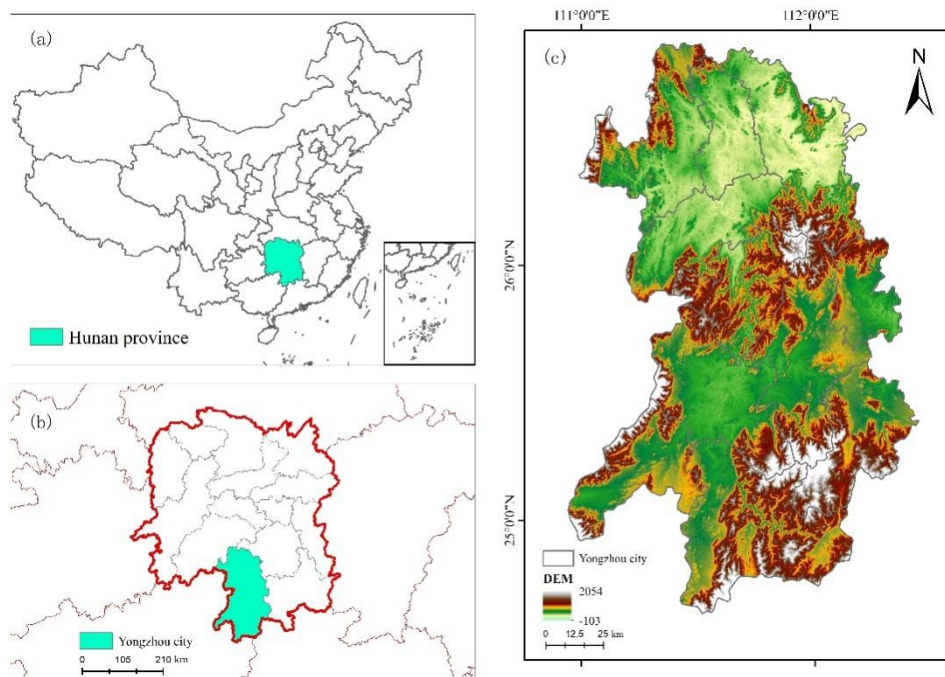 (a)
Hunan province
(b)
Yongzhou city
0 105 210 km
111°0'0"E 112°0'0"E
(c)
N
26°0'0"N
25°0'0"N
Yongzhou city
DEM
2054
-103
0 12.5 25 km